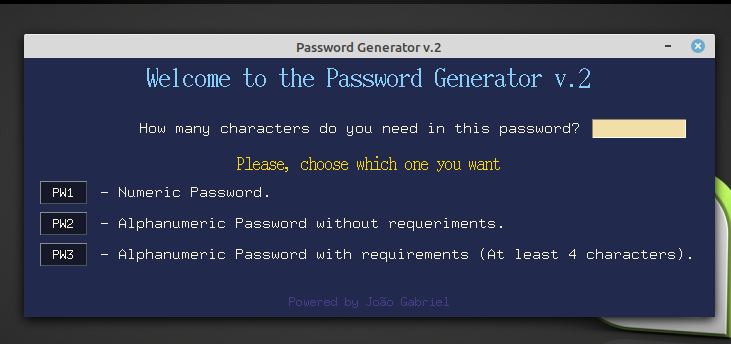 Password Generator v.2
Welcome to the Password Generator v.2
How many characters do you need in this password?
Please, choose which one you want
PW1 - Numeric Password.
PW2 - Alphanumeric Password without requeriments.
PW3 - Alphanumeric Password with requirements (At least 4 characters).
Powered by João Gabriel